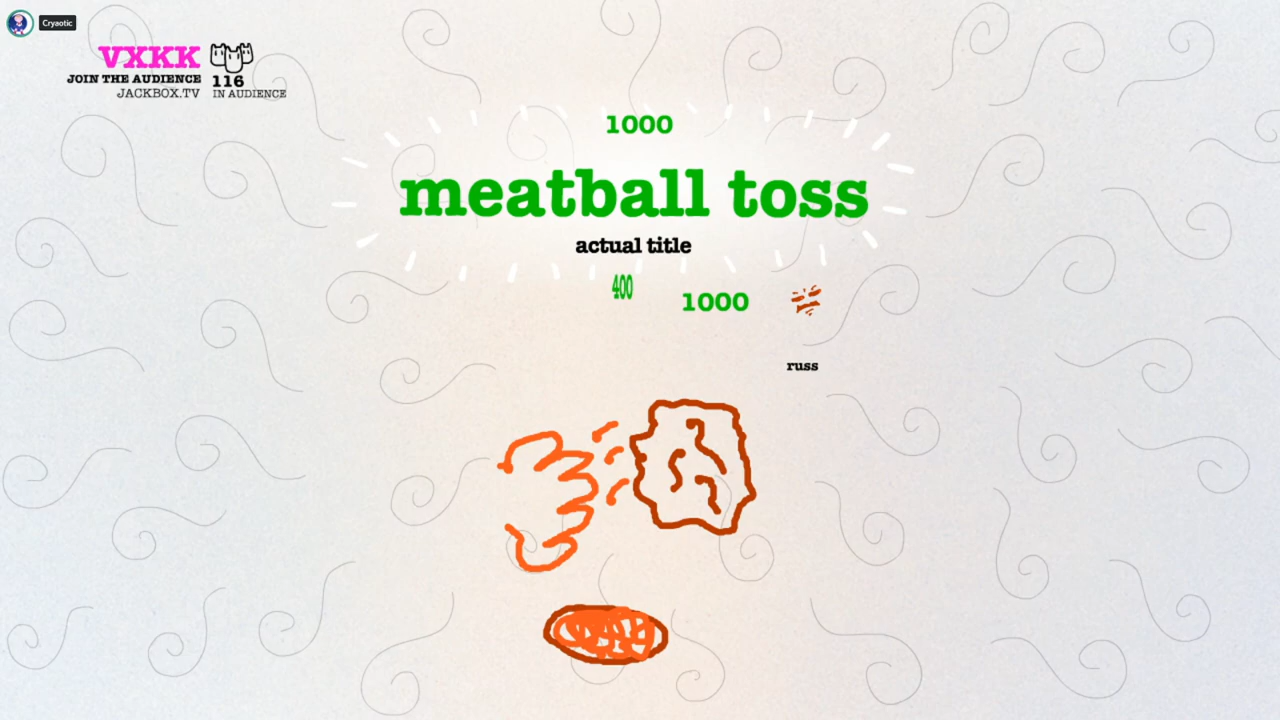 Cryaotic
VXKK
JOIN THE AUDIENCE
JACKBOX.TV
116
IN AUDIENCE
1000
meatball toss
actual title
400
1000
russ